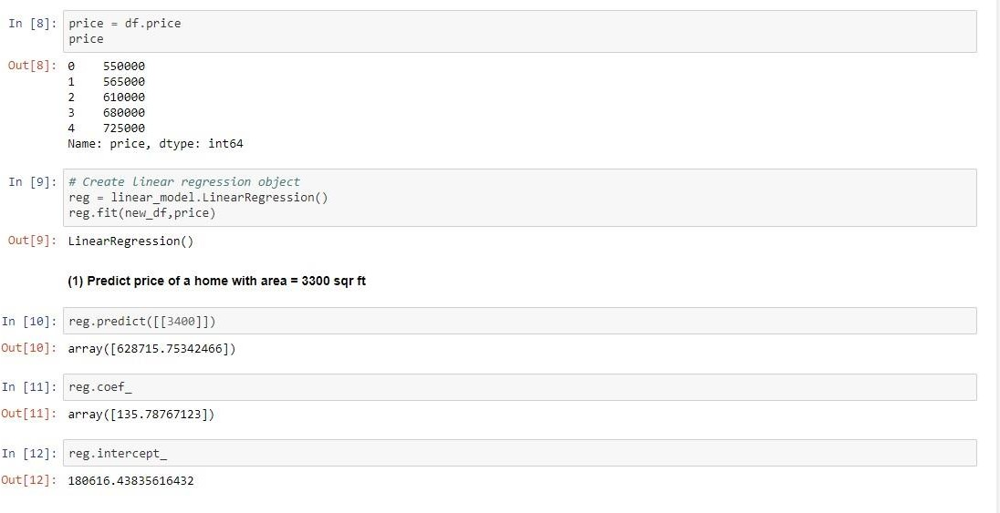 In [8]: price = df.price
price
Out[8]: 0    550000
1    565000
2    610000
3    680000
4    725000
Name: price, dtype: int64
In [9]: # Create linear regression object
reg = linear_model.LinearRegression()
reg.fit(new_df,price)
Out[9]: LinearRegression()
(1) Predict price of a home with area = 3300 sqr ft
In [10]: reg.predict([[3400]])
Out[10]: array([628715.75342466])
In [11]: reg.coef_
Out[11]: array([135.78767123])
In [12]: reg.intercept_
Out[12]: 180616.43835616432